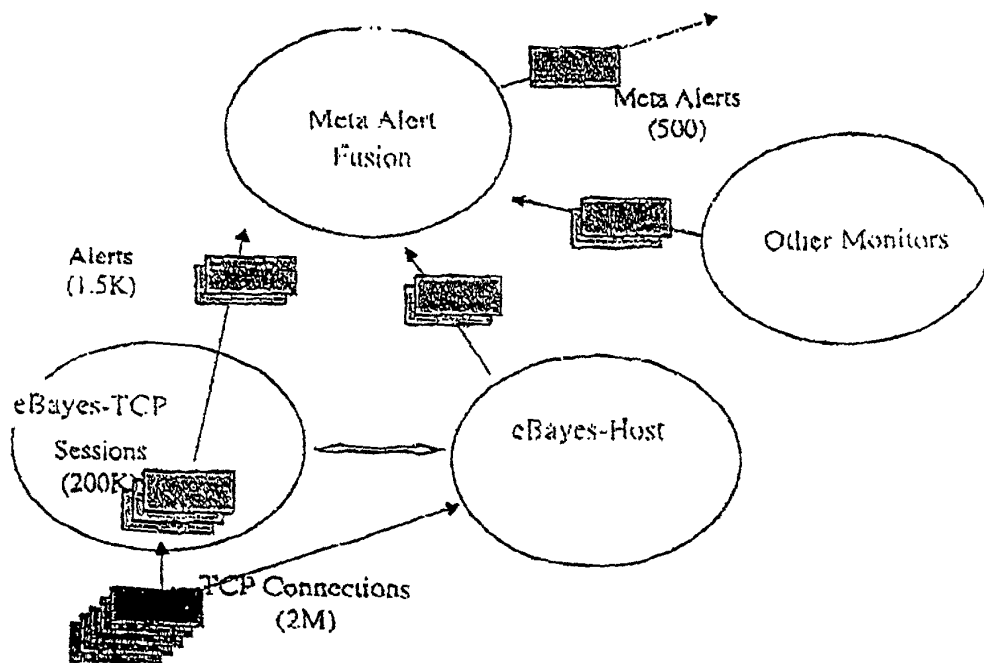 Meta Alert
Fusion
Meta Alerts
(500)
Other Monitors
Alerts
(1.5K)
eBayes-TCP
Sessions
(200K)
eBayes-Host
TCP Connections
(2M)